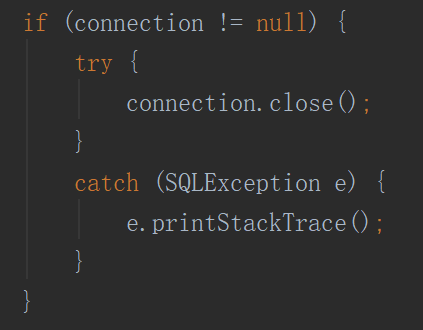 if (connection != null) {
    try {
        connection.close();
    }
    catch (SQLException e) {
        e.printStackTrace();
    }
}